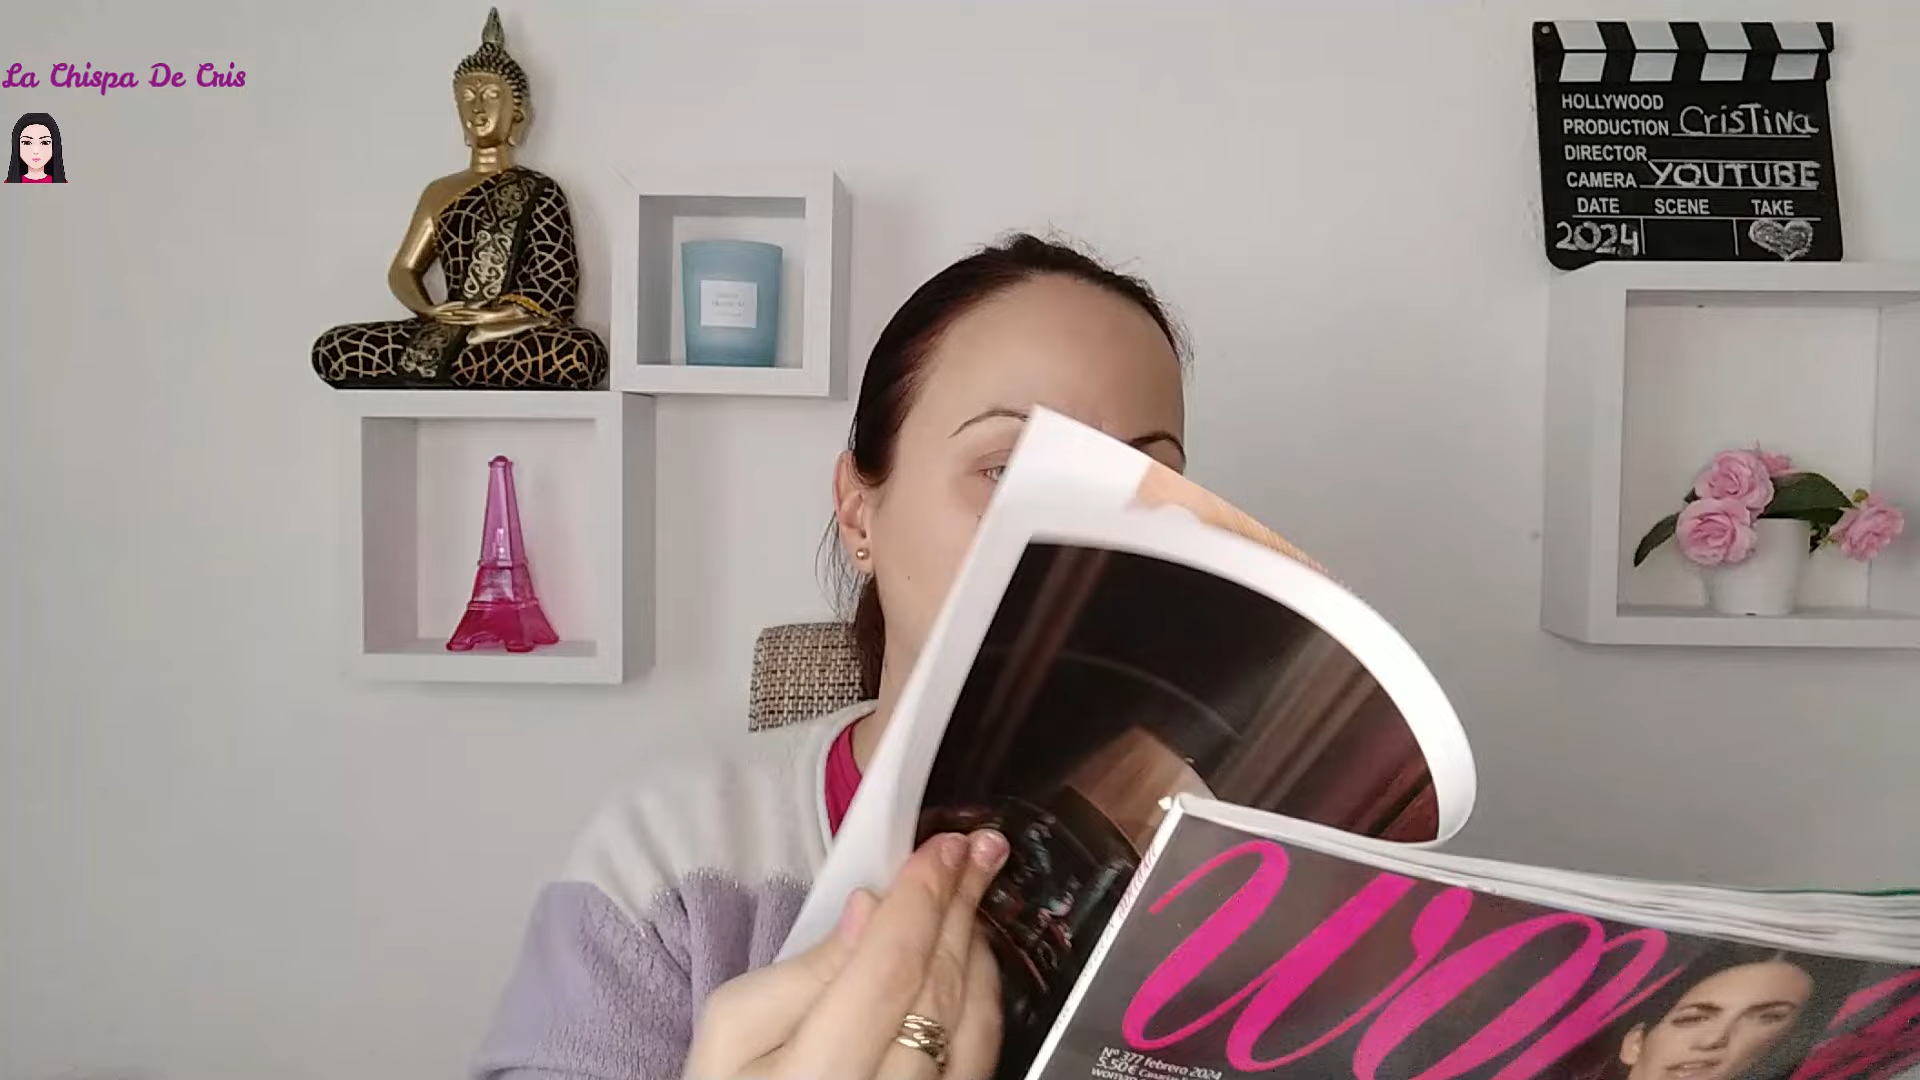 La Chispa De Cris
HOLLYWOOD
PRODUCTION CrisTiNa
DIRECTOR
CAMERA YOUTUBE
DATE SCENE TAKE
2024
wom
Nº 377 febrero 2024
5,50€